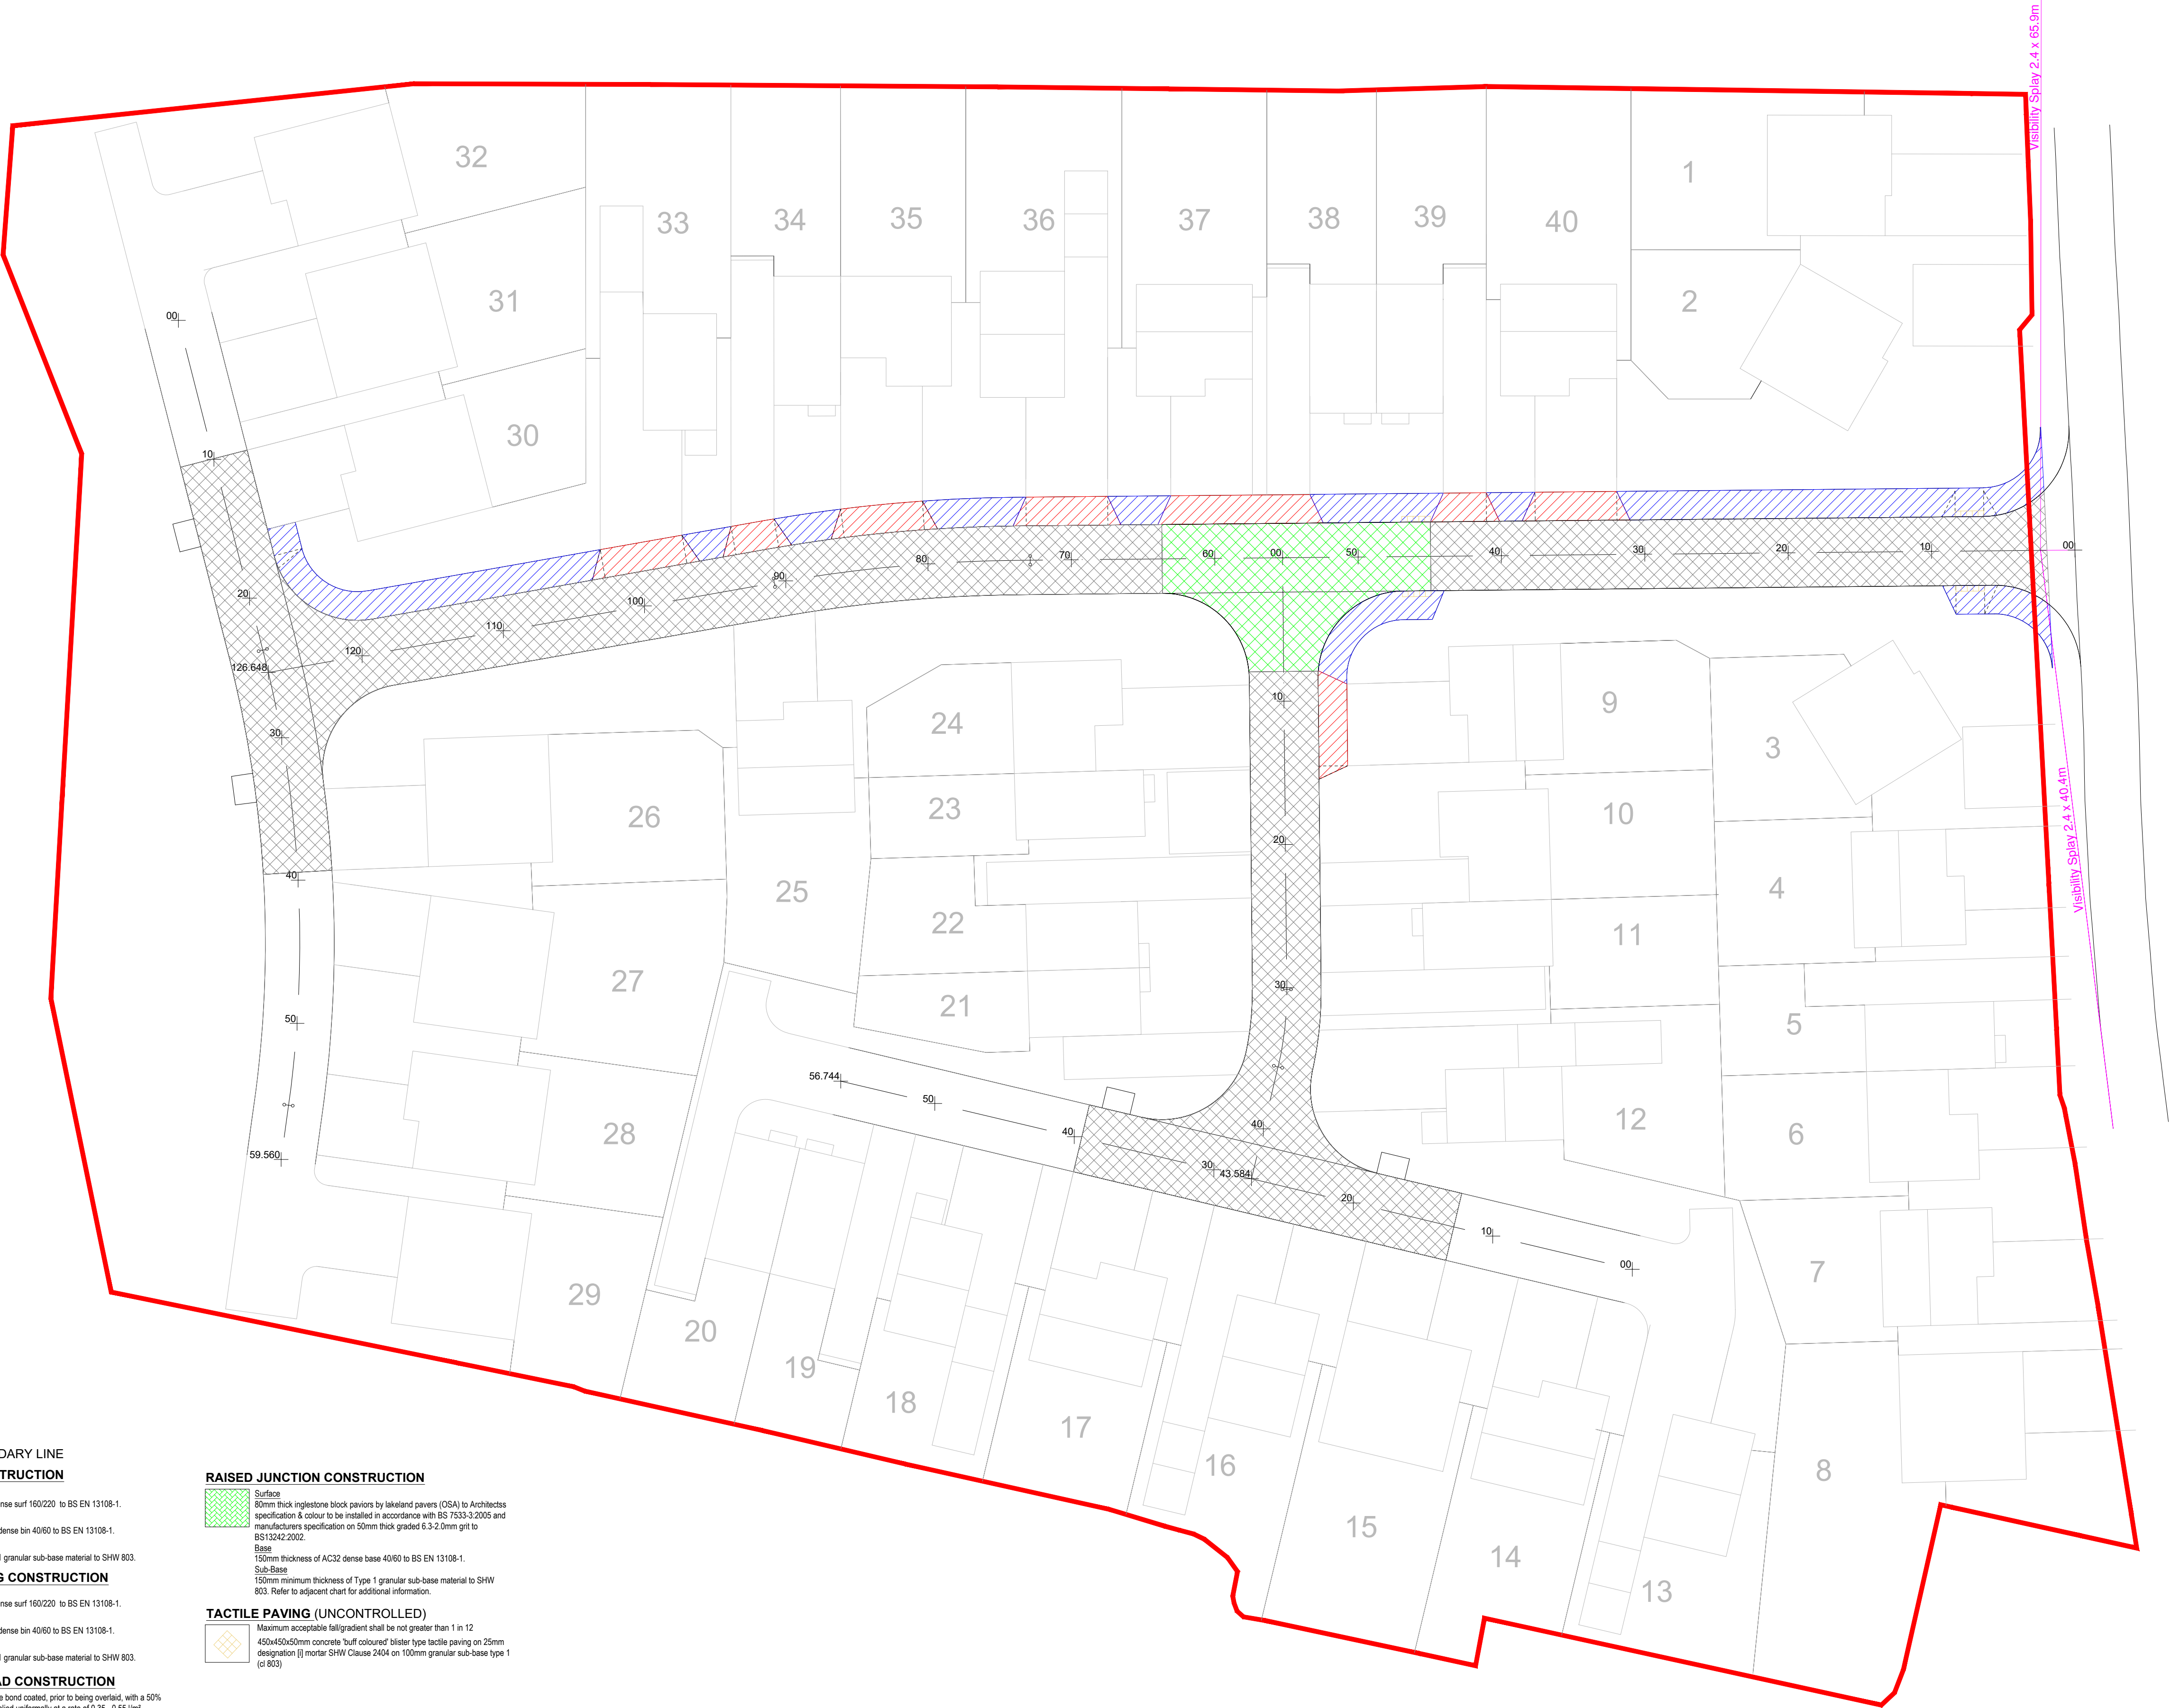 Visibility Splay 2.4 x 65.9m
32
33
34
35
36
37
38
39
40
1
31
2
30
00
10
20
126.648
30
40
50
59.560
120
110
100
90
80
70
60
00
50
40
30
20
10
00
10
20
30
40
43.584
56.744
50
40
30
20
10
00
24
23
22
21
25
26
27
28
29
9
10
11
12
3
4
5
6
7
8
Visibility Splay 2.4 x 40.4m
20
19
18
17
16
15
14
13
DARY LINE
TRUCTION
nse surf 160/220 to BS EN 13108-1.
dense bin 40/60 to BS EN 13108-1.
granular sub-base material to SHW 803.
G CONSTRUCTION
nse surf 160/220 to BS EN 13108-1.
dense bin 40/60 to BS EN 13108-1.
granular sub-base material to SHW 803.
AD CONSTRUCTION
e bond coated, prior to being overlaid, with a 50%
RAISED JUNCTION CONSTRUCTION
Surface
80mm thick inglestone block paviors by lakeland pavers (OSA) to Architectss
specification & colour to be installed in accordance with BS 7533-3:2005 and
manufacturers specification on 50mm thick graded 6.3-2.0mm grit to
BS13242:2002.
Base
150mm thickness of AC32 dense base 40/60 to BS EN 13108-1.
Sub-Base
150mm minimum thickness of Type 1 granular sub-base material to SHW
803. Refer to adjacent chart for additional information.
TACTILE PAVING (UNCONTROLLED)
Maximum acceptable fall/gradient shall be not greater than 1 in 12
450x450x50mm concrete 'buff coloured' blister type tactile paving on 25mm
designation [i] mortar SHW Clause 2404 on 100mm granular sub-base type 1
(cl 803)